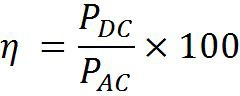 η = P_DC / P_AC × 100